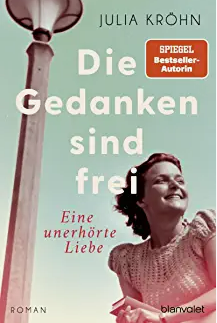 JULIA KRÖHN
SPIEGEL
Bestseller-
Autorin
Die
Gedanken
sind
frei
Eine
unerhörte
Liebe
ROMAN
blanvalet